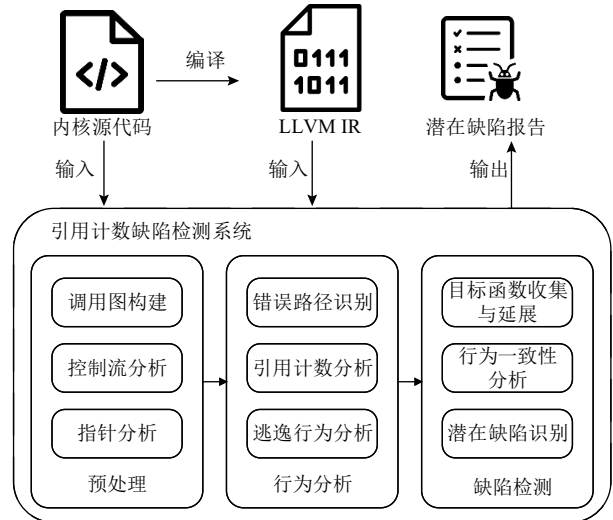 </>
编译
0111
1011
内核源代码
LLVM IR
潜在缺陷报告
输入
输入
输出
引用计数缺陷检测系统
调用图构建
控制流分析
指针分析
预处理
错误路径识别
引用计数分析
逃逸行为分析
行为分析
目标函数收集
与延展
行为一致性
分析
潜在缺陷识别
缺陷检测